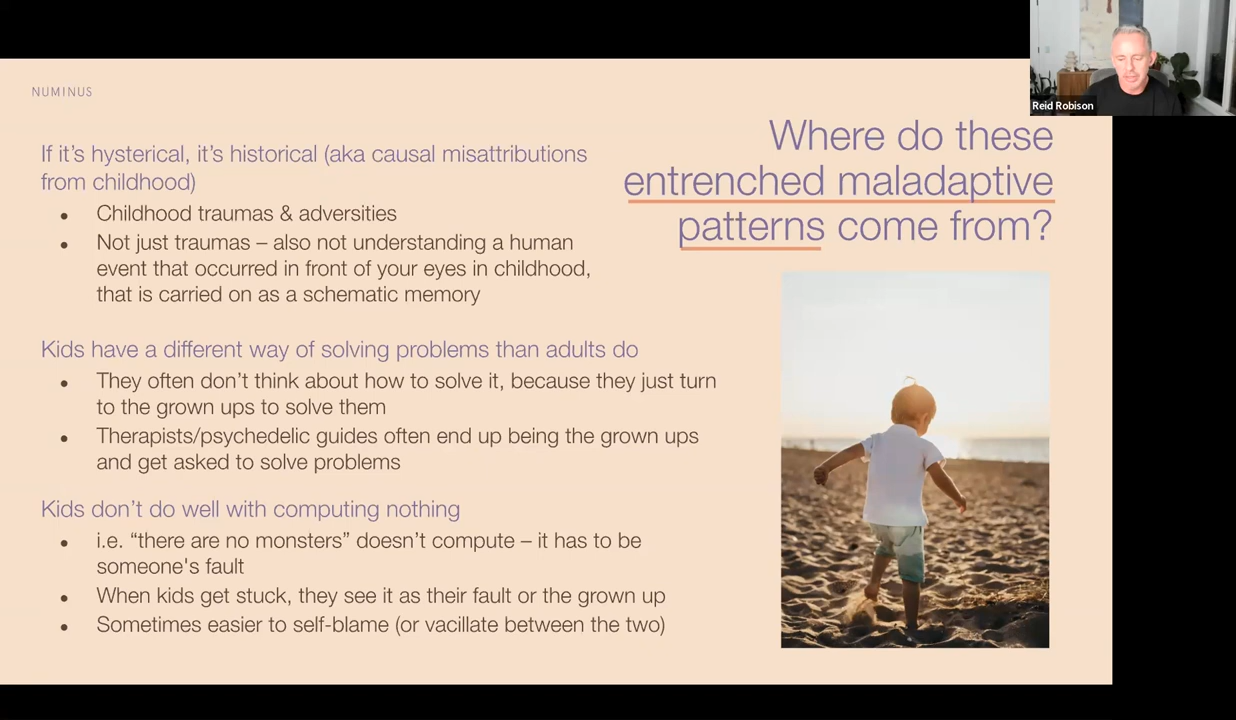 NUMINUS
Reid Robison
Where do these
entrenched maladaptive
patterns come from?
If it’s hysterical, it’s historical (aka causal misattributions
from childhood)
• Childhood traumas & adversities
• Not just traumas – also not understanding a human
event that occurred in front of your eyes in childhood,
that is carried on as a schematic memory
Kids have a different way of solving problems than adults do
• They often don’t think about how to solve it, because they just turn
to the grown ups to solve them
• Therapists/psychedelic guides often end up being the grown ups
and get asked to solve problems
Kids don’t do well with computing nothing
• i.e. “there are no monsters” doesn’t compute – it has to be
someone's fault
• When kids get stuck, they see it as their fault or the grown up
• Sometimes easier to self-blame (or vacillate between the two)